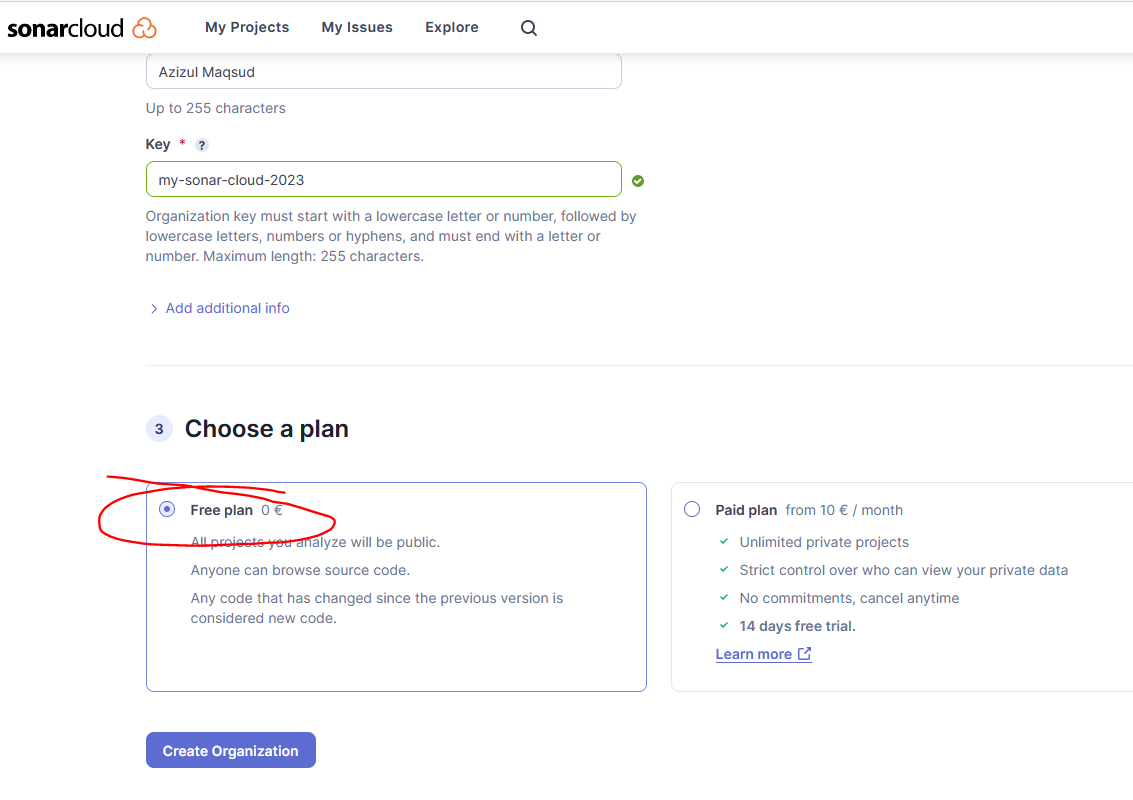 sonarcloud My Projects My Issues Explore
Azizul Maqsud
Up to 255 characters
Key * ?
my-sonar-cloud-2023
Organization key must start with a lowercase letter or number, followed by
lowercase letters, numbers or hyphens, and must end with a letter or
number. Maximum length: 255 characters.
Add additional info
3 Choose a plan
Free plan 0 €
All projects you analyze will be public.
Anyone can browse source code.
Any code that has changed since the previous version is
considered new code.
Paid plan from 10 € / month
Unlimited private projects
Strict control over who can view your private data
No commitments, cancel anytime
14 days free trial.
Learn more
Create Organization